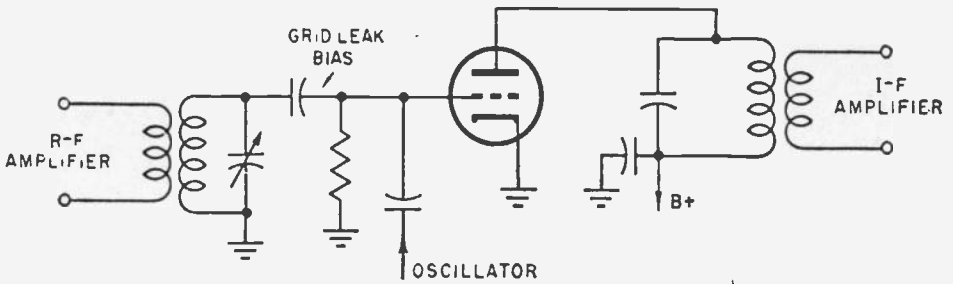 GRID LEAK
BIAS
R-F
AMPLIFIER
I-F
AMPLIFIER
B+
OSCILLATOR